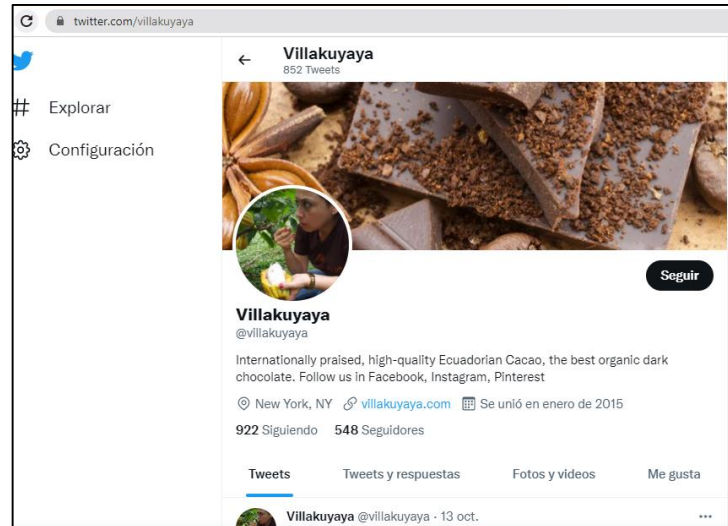 twitter.com/villakuyaya
Villakuyaya
852 Tweets
Explorar
Configuración
Seguir
Villakuyaya
@villakuyaya
Internationally praised, high-quality Ecuadorian Cacao, the best organic dark
chocolate. Follow us in Facebook, Instagram, Pinterest
New York, NY villakuyaya.com Se unió en enero de 2015
922 Siguiendo 548 Seguidores
Tweets Tweets y respuestas Fotos y videos Me gusta
Villakuyaya @villakuyaya · 13 oct.